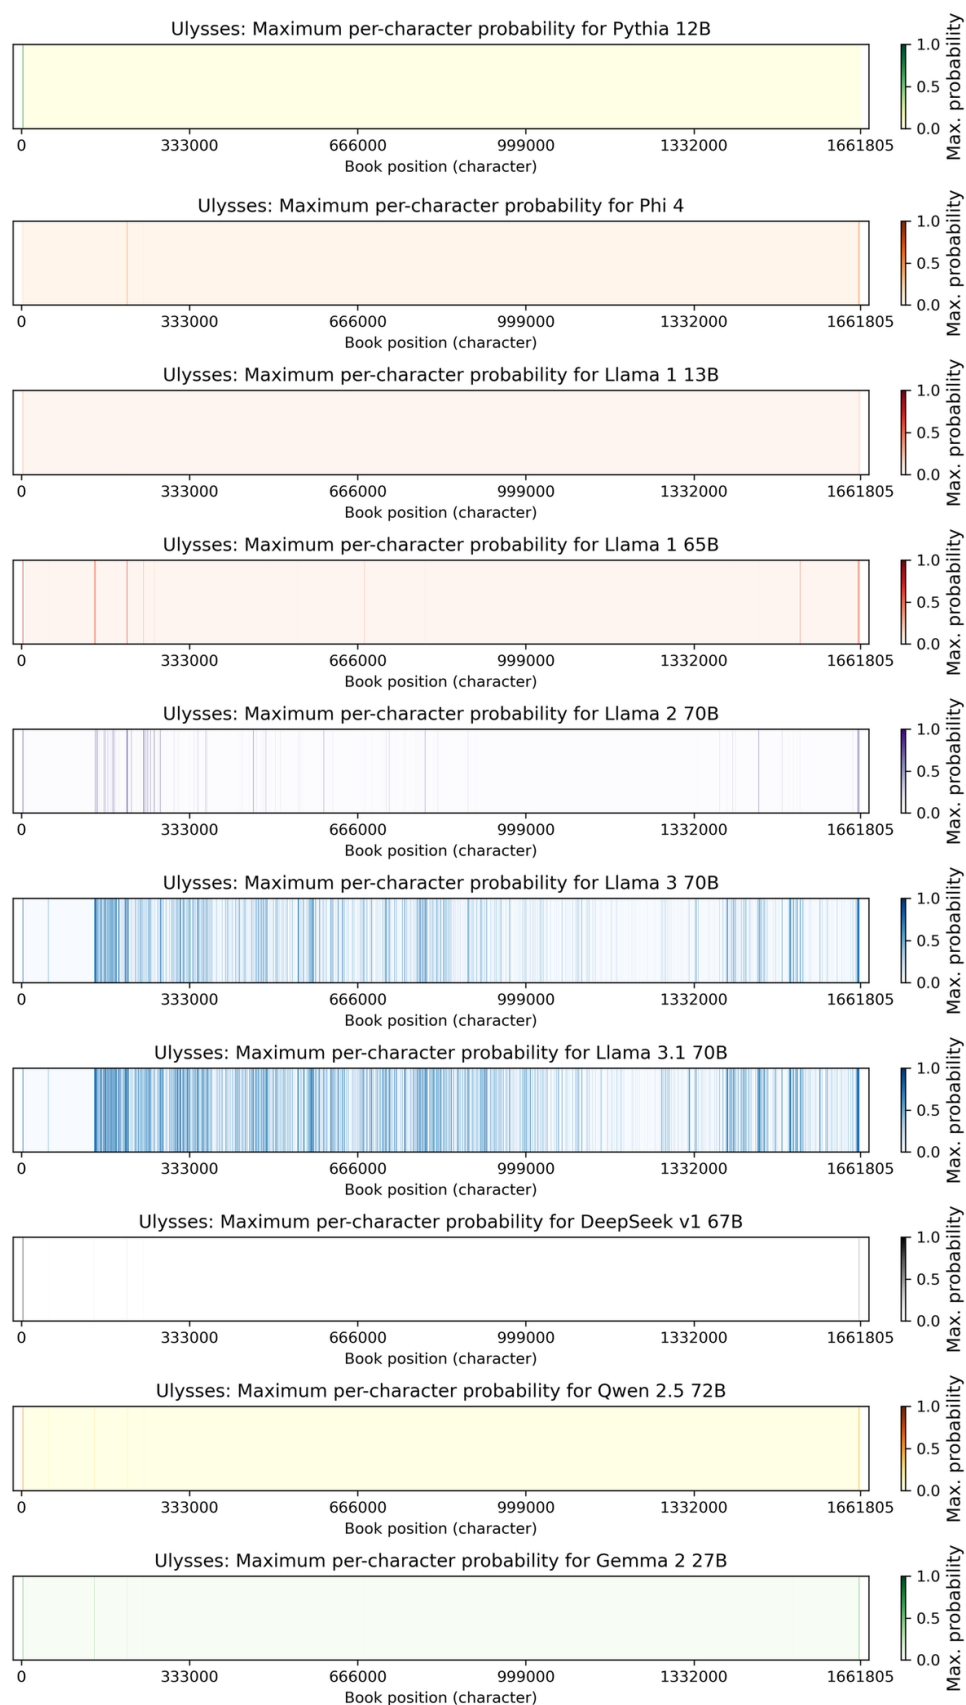 Ulysses: Maximum per-character probability for Pythia 12B
1.0
0.5
0.0
Max. probability
0 333000 666000 999000 1332000 1661805
Book position (character)
Ulysses: Maximum per-character probability for Phi 4
1.0
0.5
0.0
Max. probability
0 333000 666000 999000 1332000 1661805
Book position (character)
Ulysses: Maximum per-character probability for Llama 1 13B
1.0
0.5
0.0
Max. probability
0 333000 666000 999000 1332000 1661805
Book position (character)
Ulysses: Maximum per-character probability for Llama 1 65B
1.0
0.5
0.0
Max. probability
0 333000 666000 999000 1332000 1661805
Book position (character)
Ulysses: Maximum per-character probability for Llama 2 70B
1.0
0.5
0.0
Max. probability
0 333000 666000 999000 1332000 1661805
Book position (character)
Ulysses: Maximum per-character probability for Llama 3 70B
1.0
0.5
0.0
Max. probability
0 333000 666000 999000 1332000 1661805
Book position (character)
Ulysses: Maximum per-character probability for Llama 3.1 70B
1.0
0.5
0.0
Max. probability
0 333000 666000 999000 1332000 1661805
Book position (character)
Ulysses: Maximum per-character probability for DeepSeek v1 67B
1.0
0.5
0.0
Max. probability
0 333000 666000 999000 1332000 1661805
Book position (character)
Ulysses: Maximum per-character probability for Qwen 2.5 72B
1.0
0.5
0.0
Max. probability
0 333000 666000 999000 1332000 1661805
Book position (character)
Ulysses: Maximum per-character probability for Gemma 2 27B
1.0
0.5
0.0
Max. probability
0 333000 666000 999000 1332000 1661805
Book position (character)